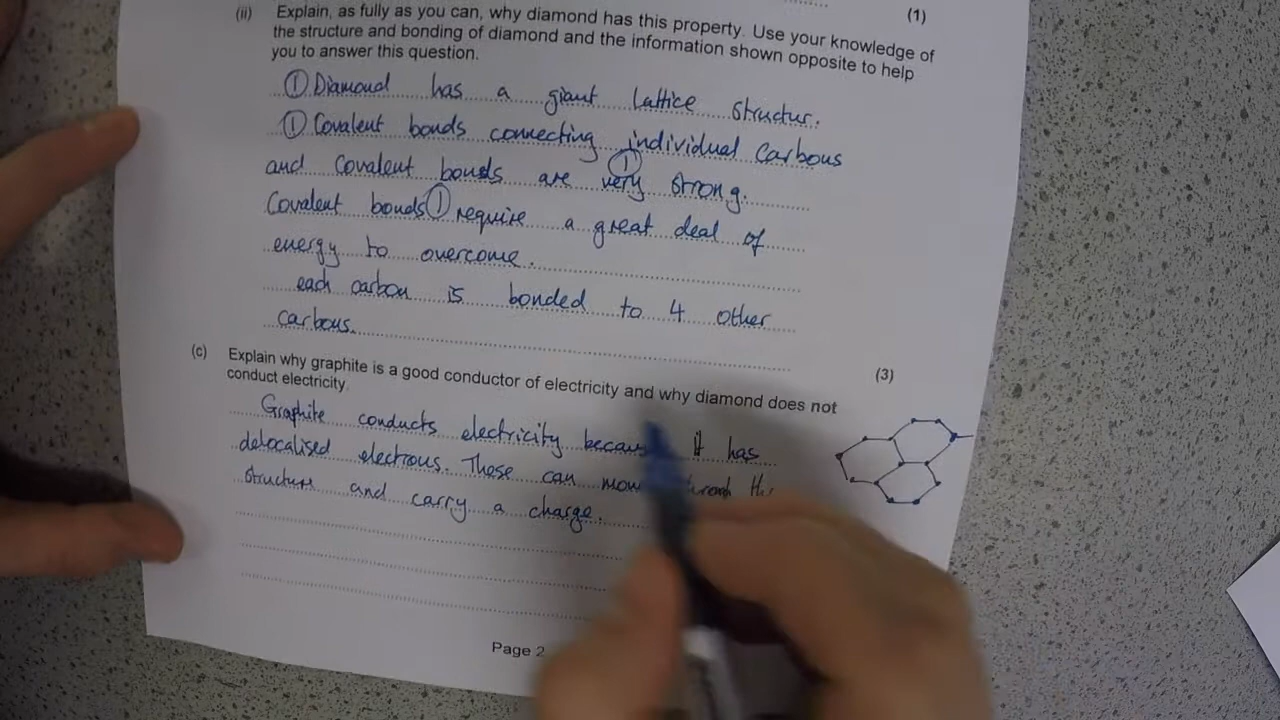 (1)
(ii) Explain, as fully as you can, why diamond has this property. Use your knowledge of
the structure and bonding of diamond and the information shown opposite to help
you to answer this question.
① Diamond has a giant lattice structur.
① Covalent bonds connecting individual carbons
①
and covalent bonds are very strong.
Covalent bonds ① require a great deal of
energy to overcome.
each carbon is bonded to 4 other
carbons.
(3)
(c) Explain why graphite is a good conductor of electricity and why diamond does not
conduct electricity.
Graphite conducts electricity it has
delocalised electrons. These can
structure and carry a charge.
Page 2